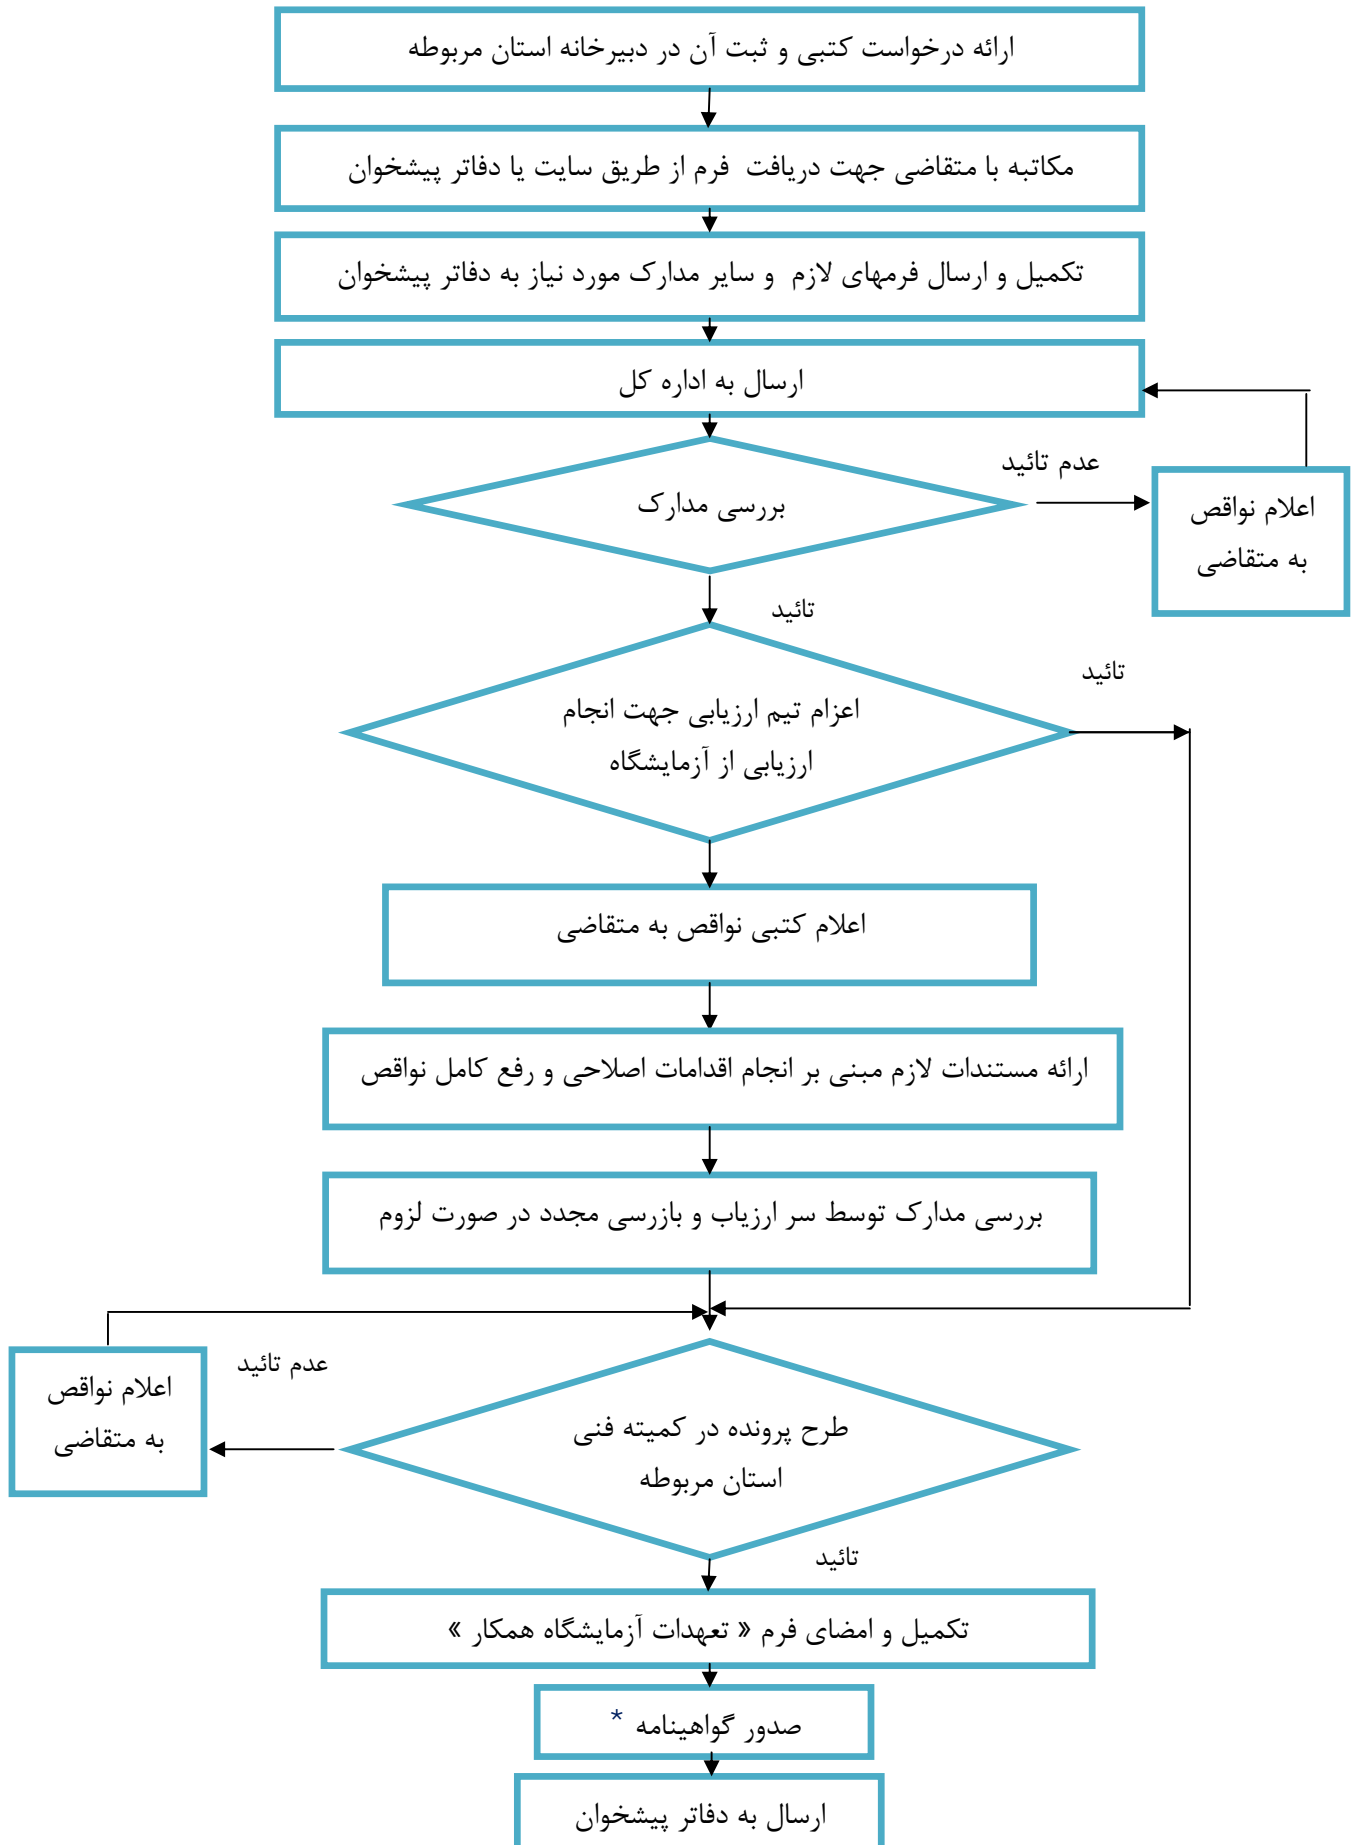 ارائه درخواست کتبی و ثبت آن در دبیرخانه استان مربوطه
مکاتبه با متقاضی جهت دریافت فرم از طریق سایت یا دفاتر پیشخوان
تکمیل و ارسال فرمهای لازم و سایر مدارک مورد نیاز به دفاتر پیشخوان
ارسال به اداره کل
عدم تائید
بررسی مدارک
اعلام نواقص
به متقاضی
تائید
تائید
اعزام تیم ارزیابی جهت انجام
ارزیابی از آزمایشگاه
اعلام کتبی نواقص به متقاضی
ارائه مستندات لازم مبنی بر انجام اقدامات اصلاحی و رفع کامل نواقص
بررسی مدارک توسط سر ارزیاب و بازرسی مجدد در صورت لزوم
عدم تائید
اعلام نواقص
به متقاضی
طرح پرونده در کمیته فنی
استان مربوطه
تائید
تکمیل و امضای فرم « تعهدات آزمایشگاه همکار »
صدور گواهینامه *
ارسال به دفاتر پیشخوان